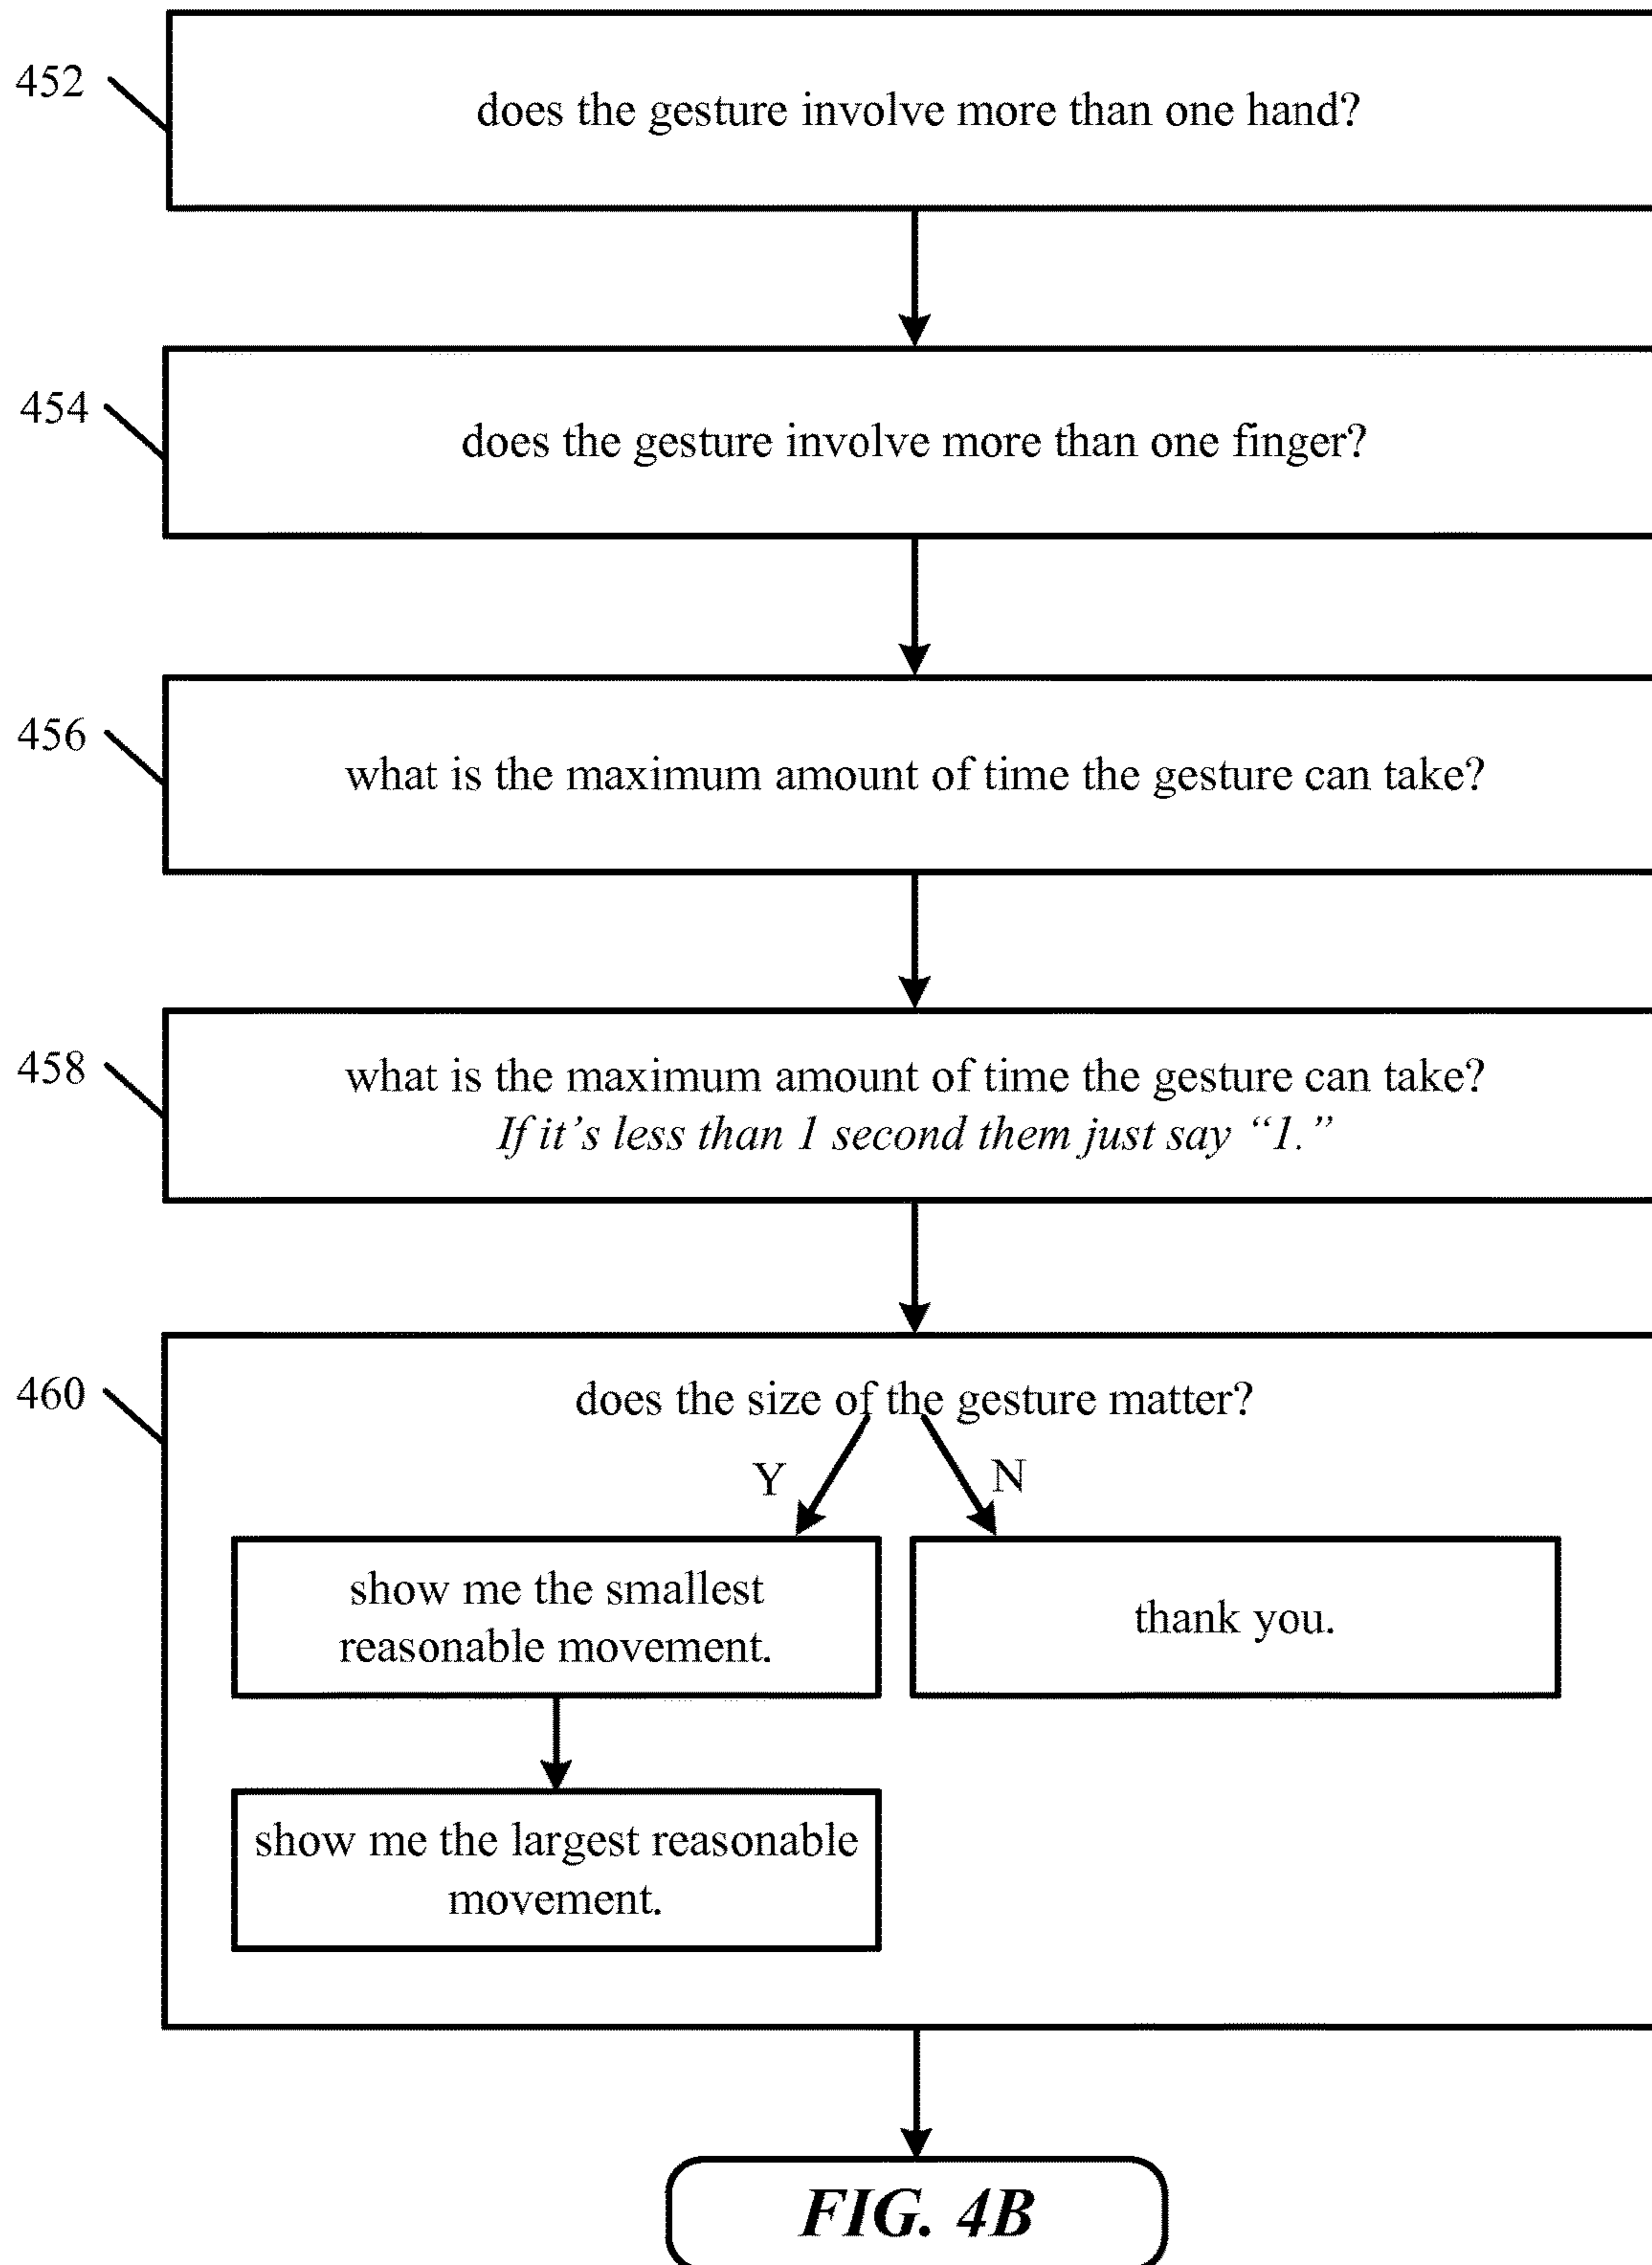 452
does the gesture involve more than one hand?
454
does the gesture involve more than one finger?
456
what is the maximum amount of time the gesture can take?
458
what is the maximum amount of time the gesture can take?
If it's less than 1 second them just say “1.”
460
does the size of the gesture matter?
Y
N
show me the smallest
reasonable movement.
thank you.
show me the largest reasonable
movement.
FIG. 4B